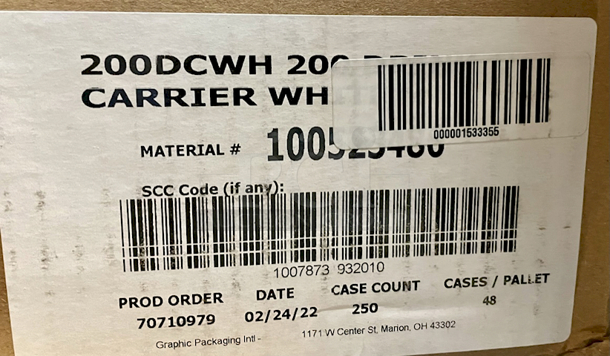 200DCWH 200
CARRIER WH
000001533355
MATERIAL #
SCC Code (if any):
1007873 932010
PROD ORDER DATE CASE COUNT CASES / PALLET
70710979 02/24/22 250 48
Graphic Packaging Intl - 1171 W Center St, Marion, OH 43302